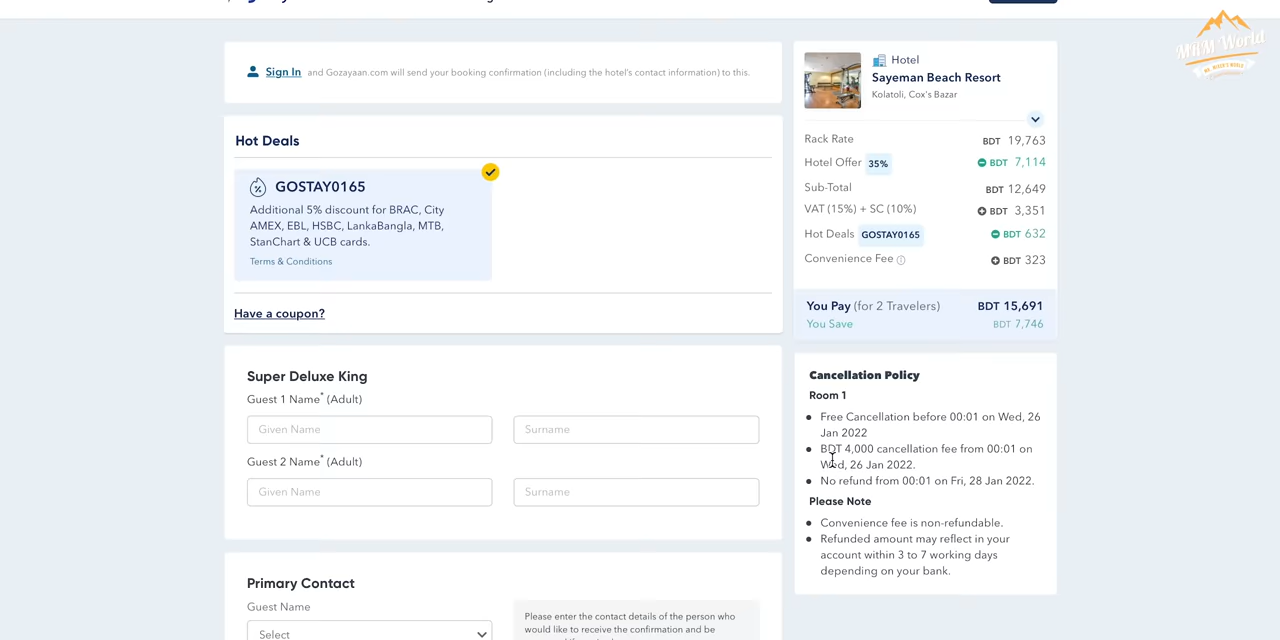 Sign In and Gozayaan.com will send your booking confirmation (including the hotel's contact information) to this.
Hot Deals
GOSTAY0165
Additional 5% discount for BRAC, City
AMEX, EBL, HSBC, LankaBangla, MTB,
StanChart & UCB cards.
Terms & Conditions
Have a coupon?
Super Deluxe King
Guest 1 Name* (Adult)
Given Name
Surname
Guest 2 Name* (Adult)
Given Name
Surname
Primary Contact
Guest Name
Select
Please enter the contact details of the person who
would like to receive the confirmation and be
Hotel
Sayeman Beach Resort
Kolatoli, Cox's Bazar
Rack Rate BDT 19,763
Hotel Offer 35% BDT 7,114
Sub-Total BDT 12,649
VAT (15%) + SC (10%) BDT 3,351
Hot Deals GOSTAY0165 BDT 632
Convenience Fee BDT 323
You Pay (for 2 Travelers) BDT 15,691
You Save BDT 7,746
Cancellation Policy
Room 1
Free Cancellation before 00:01 on Wed, 26
Jan 2022
BDT 4,000 cancellation fee from 00:01 on
Wed, 26 Jan 2022.
No refund from 00:01 on Fri, 28 Jan 2022.
Please Note
Convenience fee is non-refundable.
Refunded amount may reflect in your
account within 3 to 7 working days
depending on your bank.
MixM World